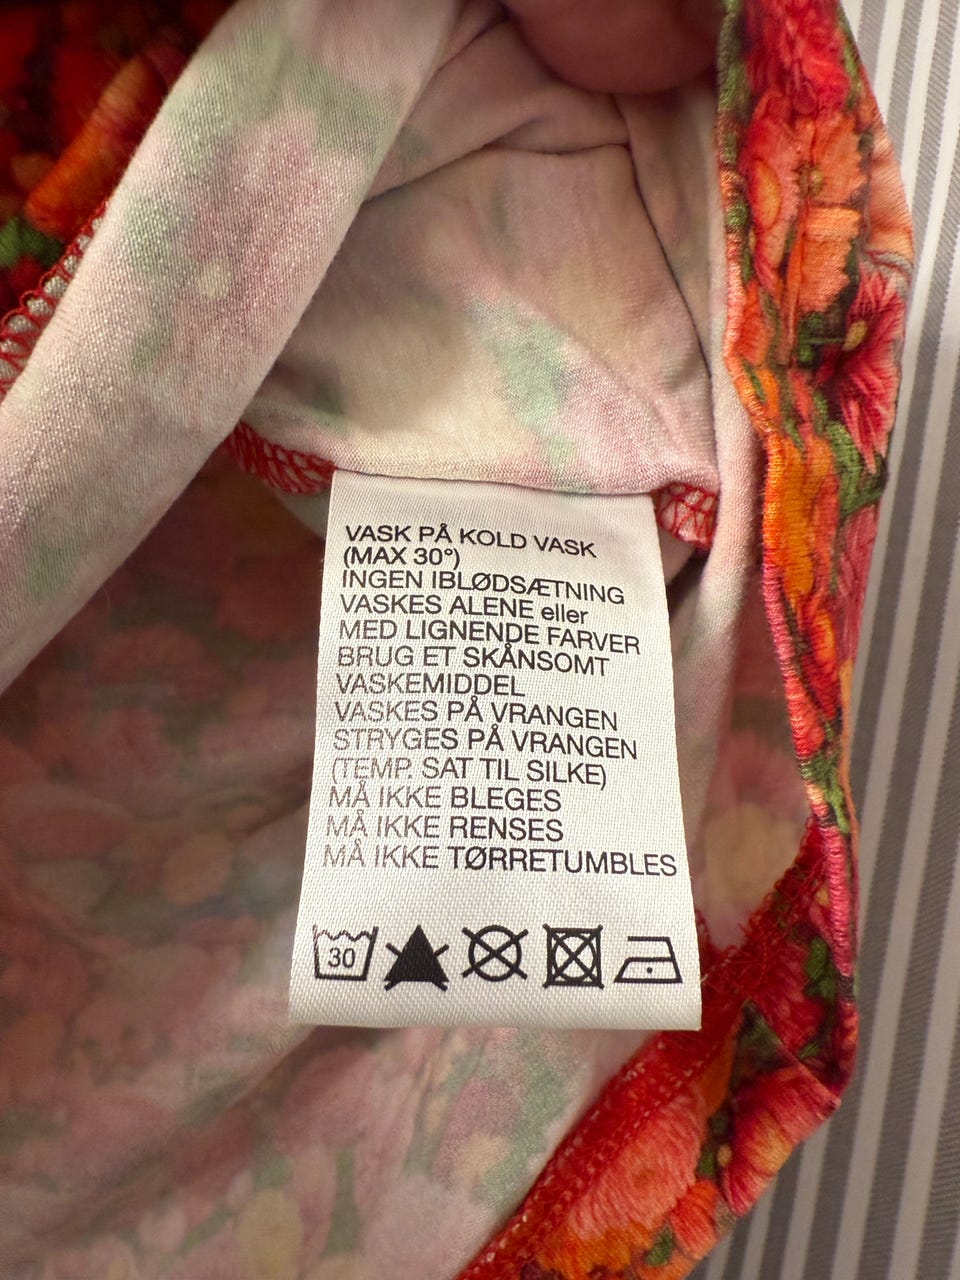 VASK PÅ KOLD VASK
(MAX 30°)
INGEN IBLØDSÆTNING
VASKES ALENE eller
MED LIGNENDE FARVER
BRUG ET SKÅNSOMT
VASKEMIDDEL
VASKES PÅ VRANGEN
STRYGES PÅ VRANGEN
(TEMP. SAT TIL SILKE)
MÅ IKKE BLEGES
MÅ IKKE RENSES
MÅ IKKE TØRRETUMBLES
30